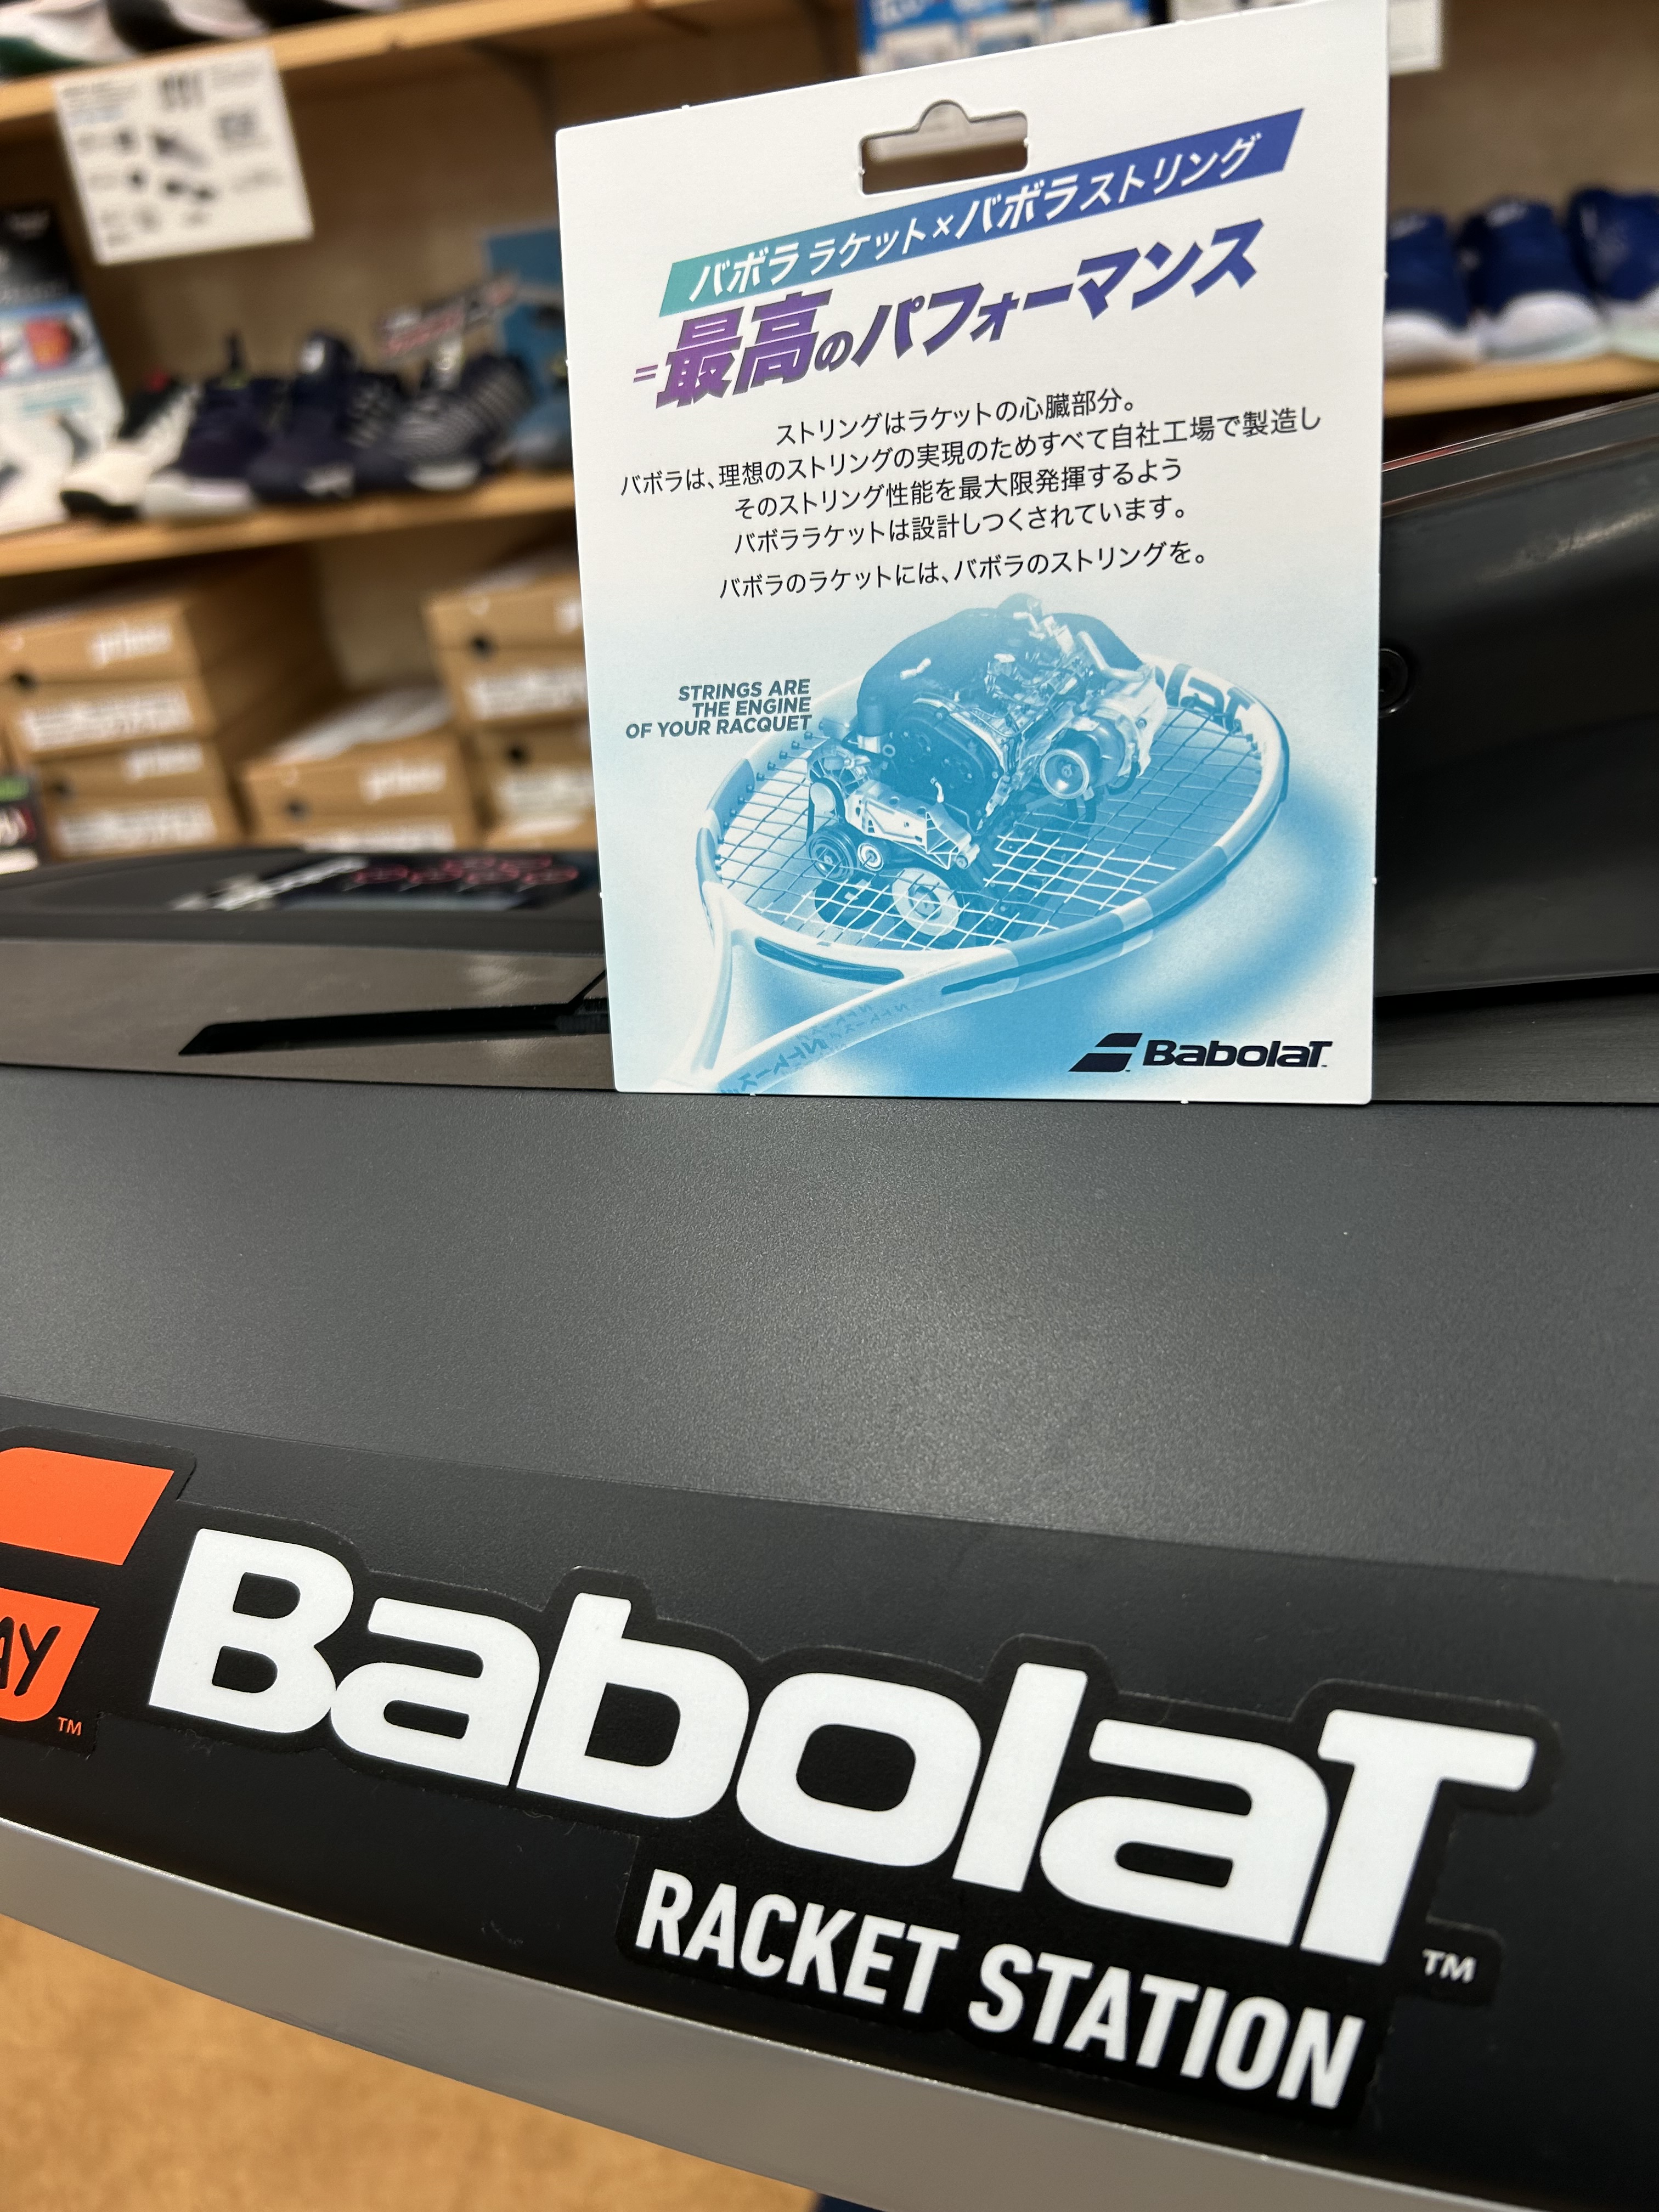 バボラ ラケット×バボラストリング
=最高のパフォーマンス
ストリングはラケットの心臓部分。
バボラは、理想のストリングの実現のためすべて自社工場で製造し
そのストリング性能を最大限発揮するよう
バボララケットは設計しつくされています。
バボラのラケットには、バボラのストリングを。
STRINGS ARE
THE ENGINE
OF YOUR RACQUET
BabolaT
AY
TM
BabolaT
TM
RACKET STATION